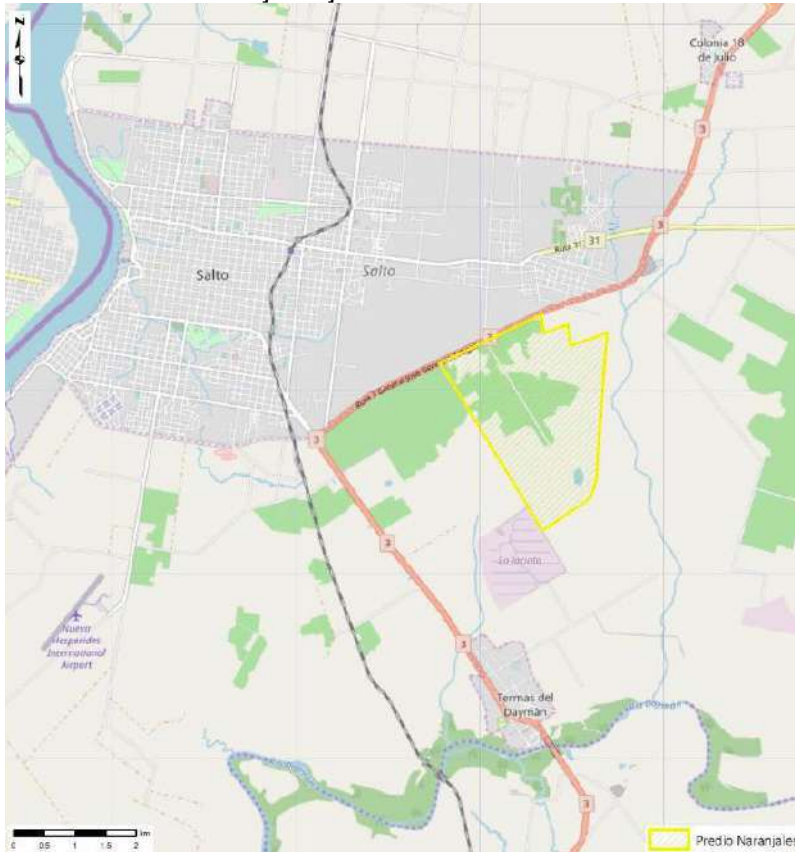 N
Colonia 18
de Julio
3
3
Ruta 31
31
Salto
Salto
3
3
3
La Jacinta
Nueva
Hesperides
International
Airport
3
Termas del
Daymán
3
0 0.5 1 1.5 2 km
Predio Naranjales